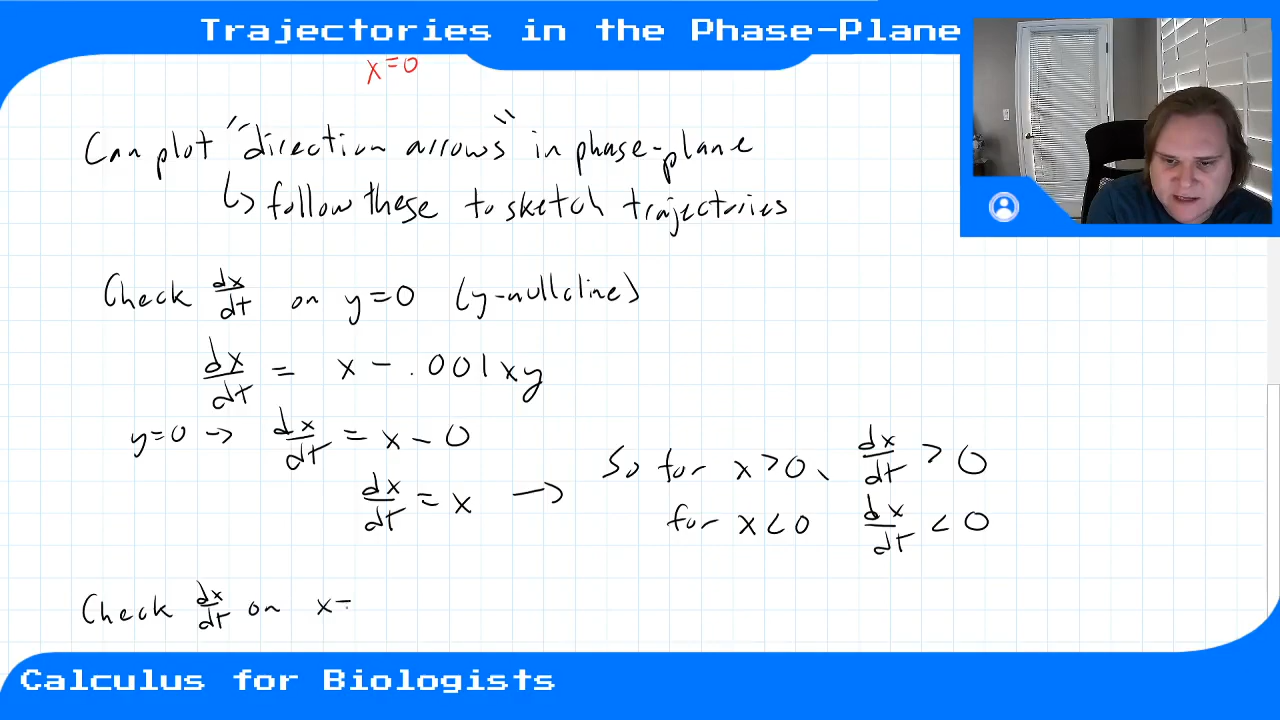 Trajectories in the Phase-Plane
x=0
Can plot "direction arrows" in phase-plane
↳ follow these to sketch trajectories
Check dx/dt on y=0 (y-nullcline)
dx/dt = x - .001xy
y=0 → dx/dt = x - 0
dx/dt = x → So for x>0, dx/dt > 0
for x<0 dx/dt < 0
Check dx/dt on x=
Calculus for Biologists